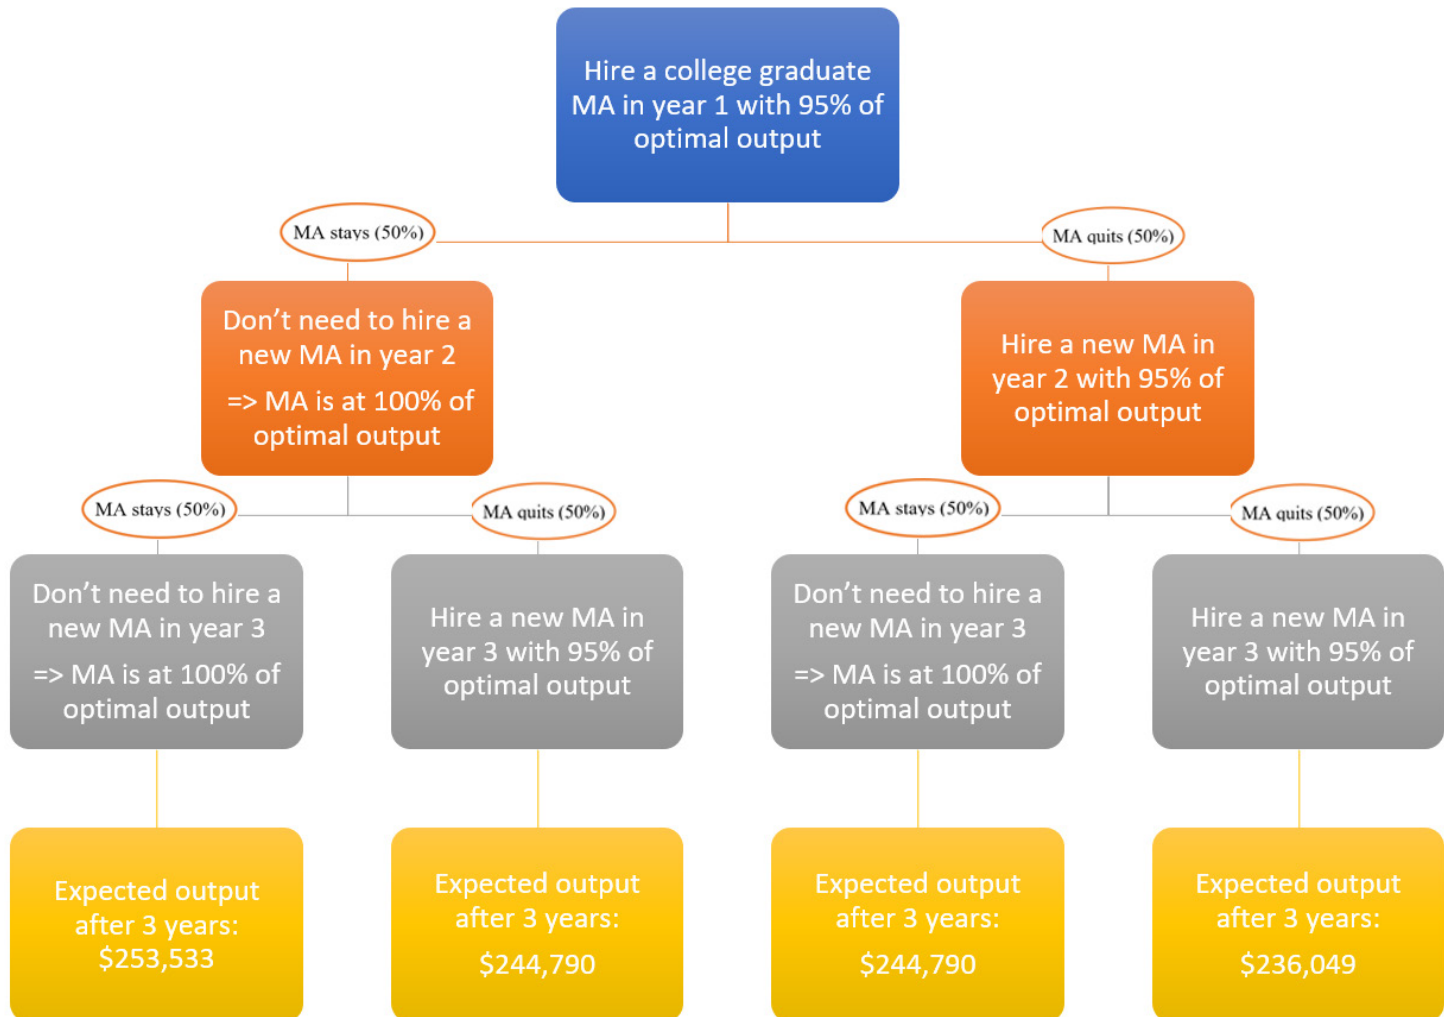 Hire a college graduate
MA in year 1 with 95% of
optimal output
MA stays (50%)
MA quits (50%)
Don’t need to hire a
new MA in year 2
=> MA is at 100% of
optimal output
Hire a new MA in
year 2 with 95% of
optimal output
MA stays (50%)
MA quits (50%)
MA stays (50%)
MA quits (50%)
Don’t need to hire a
new MA in year 3
=> MA is at 100% of
optimal output
Hire a new MA in
year 3 with 95% of
optimal output
Don’t need to hire a
new MA in year 3
=> MA is at 100% of
optimal output
Hire a new MA in
year 3 with 95% of
optimal output
Expected output
after 3 years:
$253,533
Expected output
after 3 years:
$244,790
Expected output
after 3 years:
$244,790
Expected output
after 3 years:
$236,049